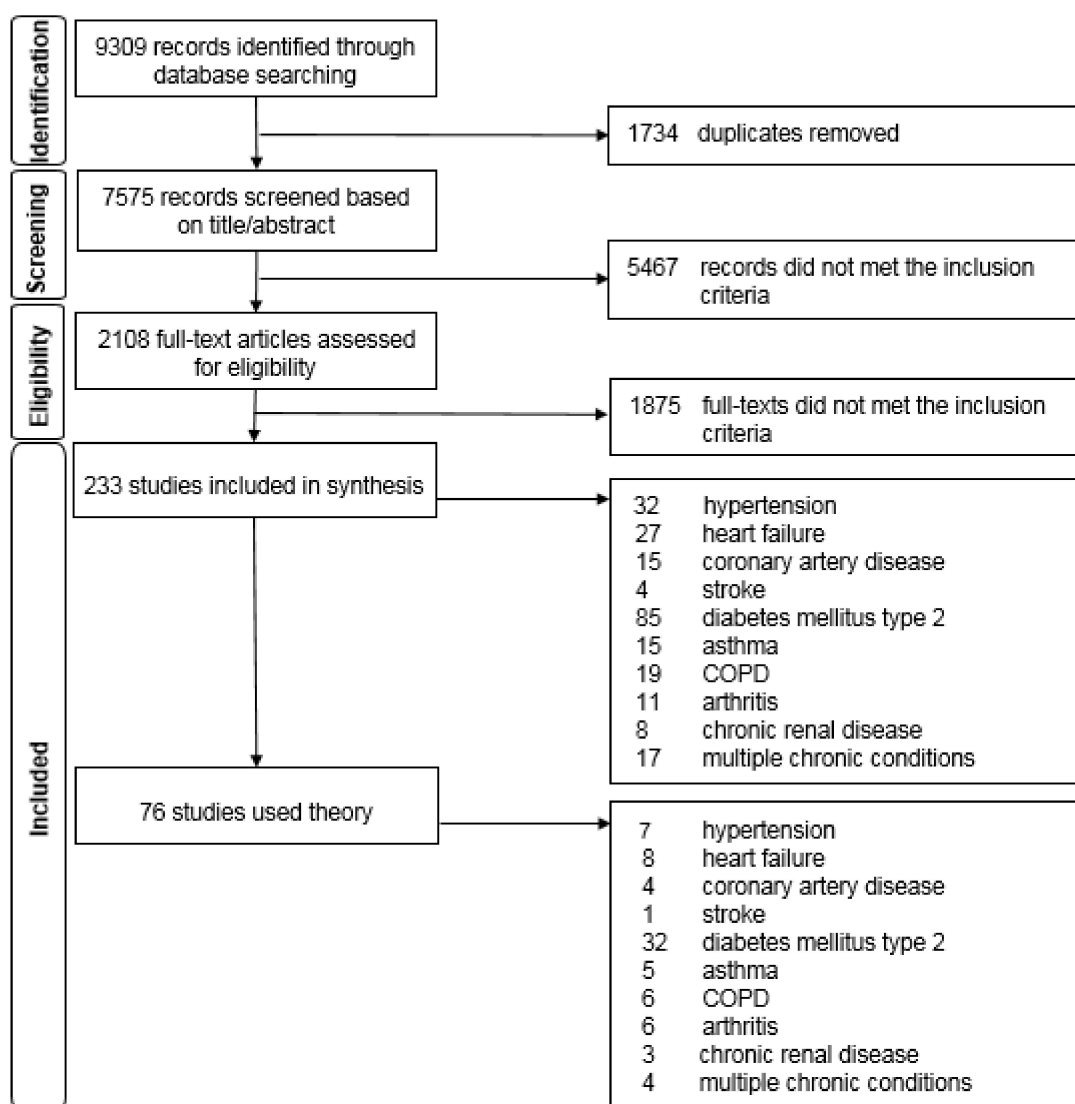 Identification
9309 records identified through
database searching
1734 duplicates removed
Screening
7575 records screened based
on title/abstract
5467 records did not met the inclusion
criteria
Eligibility
2108 full-text articles assessed
for eligibility
1875 full-texts did not met the inclusion
criteria
Included
233 studies included in synthesis
32 hypertension
27 heart failure
15 coronary artery disease
4 stroke
85 diabetes mellitus type 2
15 asthma
19 COPD
11 arthritis
8 chronic renal disease
17 multiple chronic conditions
76 studies used theory
7 hypertension
8 heart failure
4 coronary artery disease
1 stroke
32 diabetes mellitus type 2
5 asthma
6 COPD
6 arthritis
3 chronic renal disease
4 multiple chronic conditions